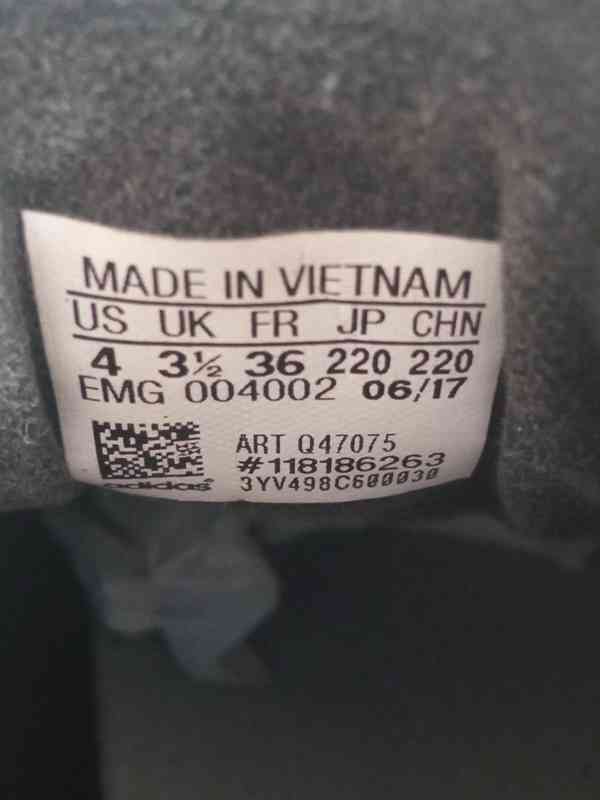 MADE IN VIETNAM
US UK FR JP CHN
4 3½ 36 220 220
EMG 004002 06/17
ART Q47075
#118186263
3YV498C600030
adidas